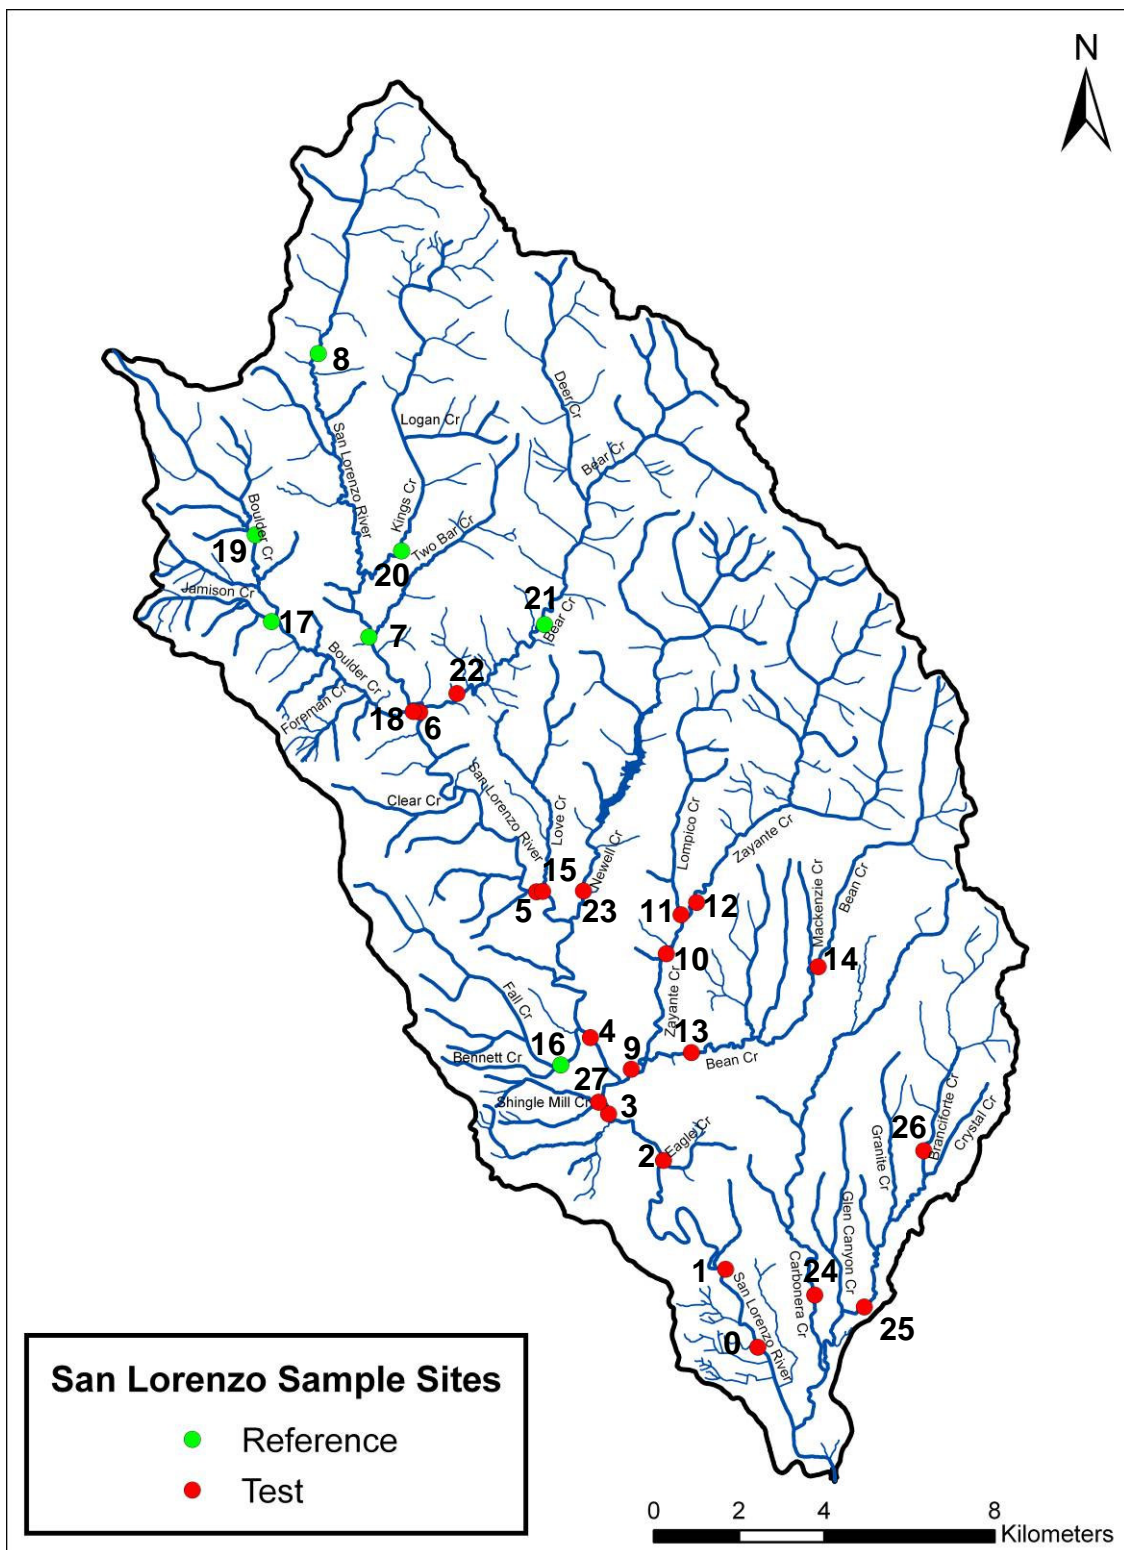 N
8
Deer Cr
Logan Cr
San Lorenzo River
Bear Cr
Kings Cr
Boulder Cr
Two Bar Cr
19
20
Jamison Cr
21
17
Bear Cr
7
Boulder Cr
22
Foreman Cr
18
6
San Lorenzo River
Clear Cr
Love Cr
Lompico Cr
Zayante Cr
Newell Cr
15
Mackenzie Cr
Bean Cr
5
23
11
12
10
14
Zayante Cr
Fall Cr
4
13
16
Bennett Cr
9
Bean Cr
27
Shingle Mill Cr
3
Branciforte Cr
Crystal Cr
26
Eagle Cr
Granite Cr
2
Glen Canyon Cr
1
24
San Lorenzo River
Carbonera Cr
25
0
San Lorenzo Sample Sites
Reference
Test
0 2 4 8
Kilometers